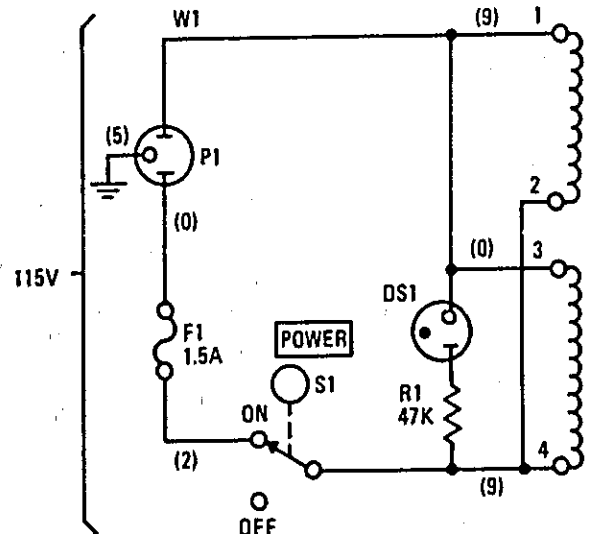 W1
(9)
1
(5)
P1
2
(0)
(0)
3
115V
DS1
F1
1.5A
POWER
S1
R1
47K
ON
4
(2)
(9)
OFF